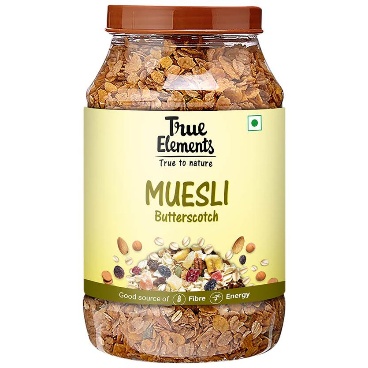 True
Elements
True to nature
MUESLI
Butterscotch
Good source of Fibre Energy